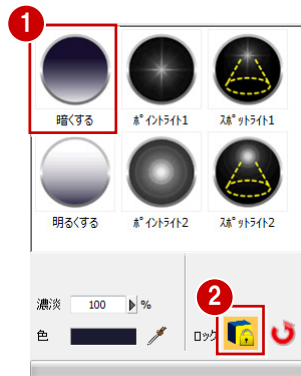 1
暗くする ﾎﾟｲﾝﾄﾗｲﾄ1 ｽﾎﾟｯﾄﾗｲﾄ1
明るくする ﾎﾟｲﾝﾄﾗｲﾄ2 ｽﾎﾟｯﾄﾗｲﾄ2
2
濃淡 100 %
色 ロック